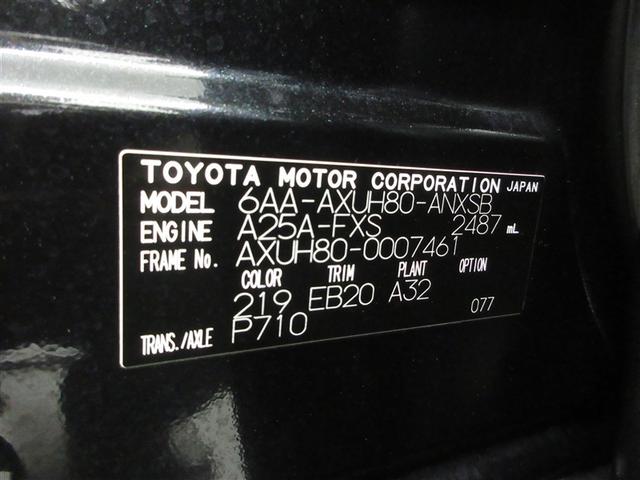 TOYOTA MOTOR CORPORATION JAPAN
MODEL 6AA-AXUH80-ANXSB
ENGINE A25A-FXS 2487 mL
FRAME No. AXUH80-0007461
COLOR TRIM PLANT OPTION
219 EB20 A32 077
TRANS./AXLE P710